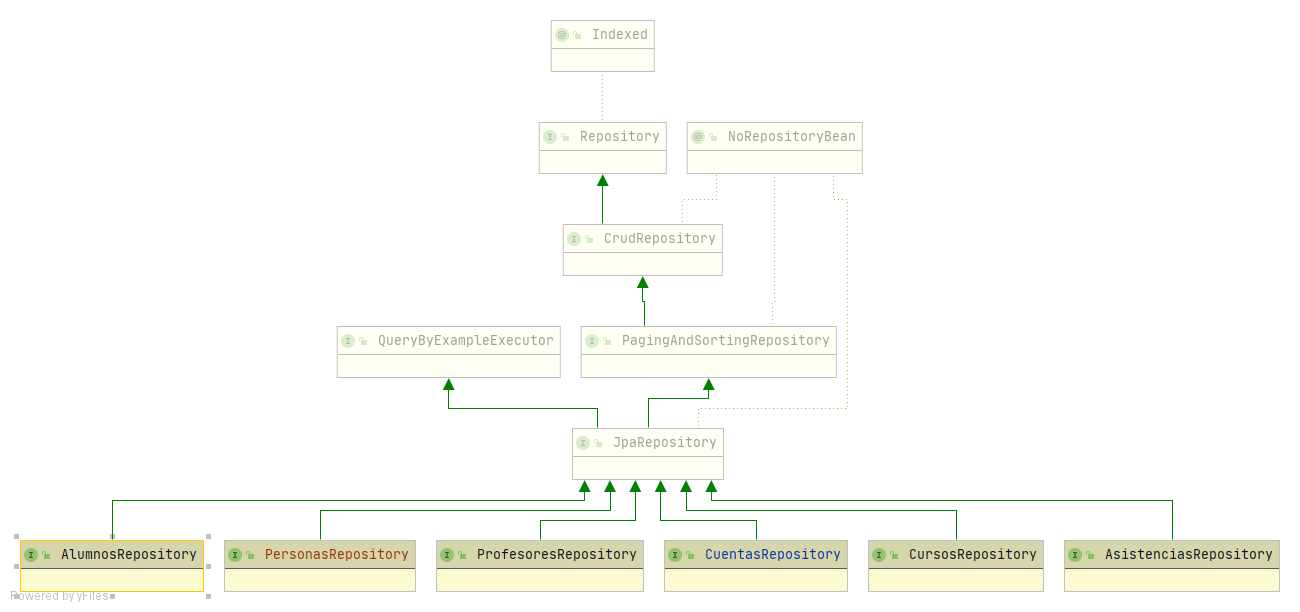 Indexed
Repository
NoRepositoryBean
CrudRepository
QueryByExampleExecutor
PagingAndSortingRepository
JpaRepository
AlumnosRepository
PersonasRepository
ProfesoresRepository
CuentasRepository
CursosRepository
AsistenciasRepository
Powered by yFiles